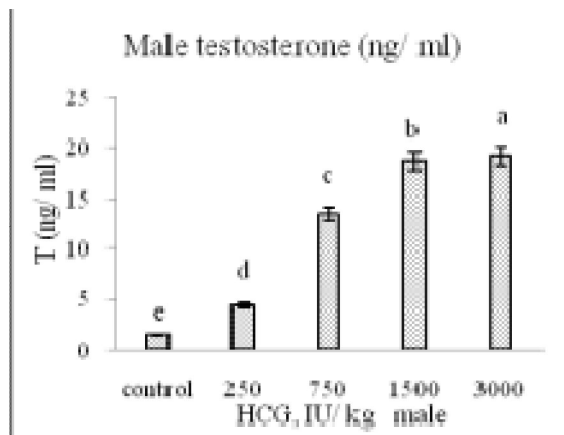 Male testosterone (ng/ ml)
25
20
15
10
5
0
T (ng/ ml)
e
d
c
b
a
control 250 750 1500 3000
HCG, IU/ kg male